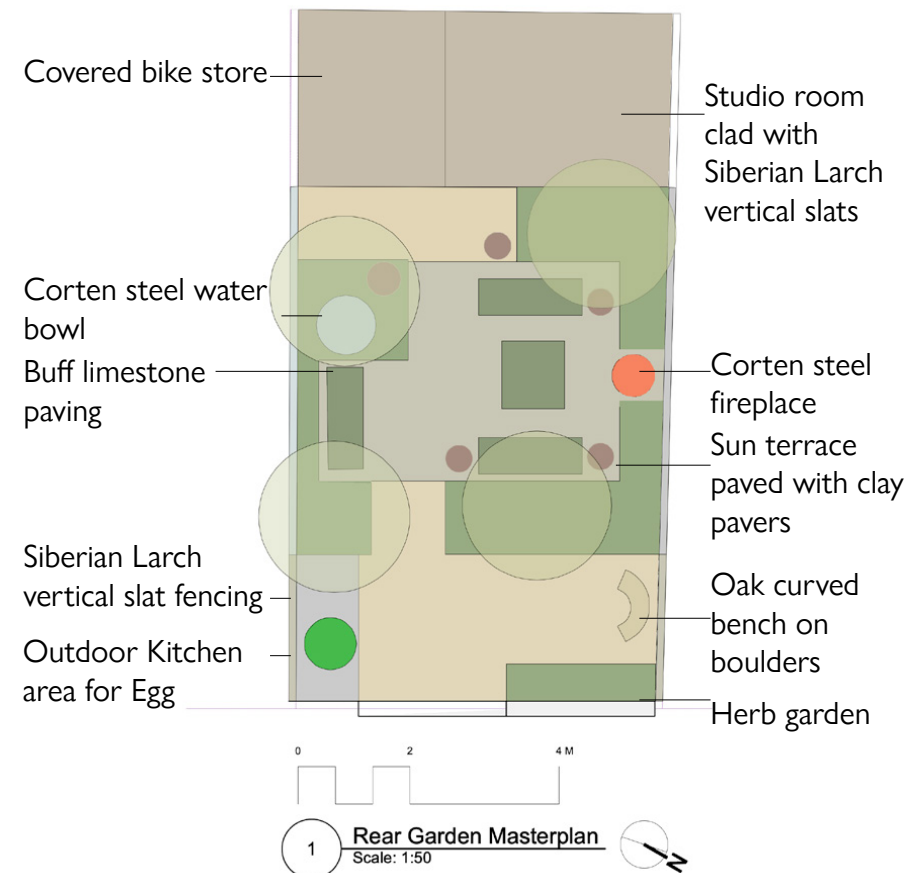 Covered bike store
Studio room
clad with
Siberian Larch
vertical slats
Corten steel water
bowl
Buff limestone
paving
Corten steel
fireplace
Sun terrace
paved with clay
pavers
Siberian Larch
vertical slat fencing
Outdoor Kitchen
area for Egg
Oak curved
bench on
boulders
Herb garden
0 2 4 M
1 Rear Garden Masterplan
Scale: 1:50
N